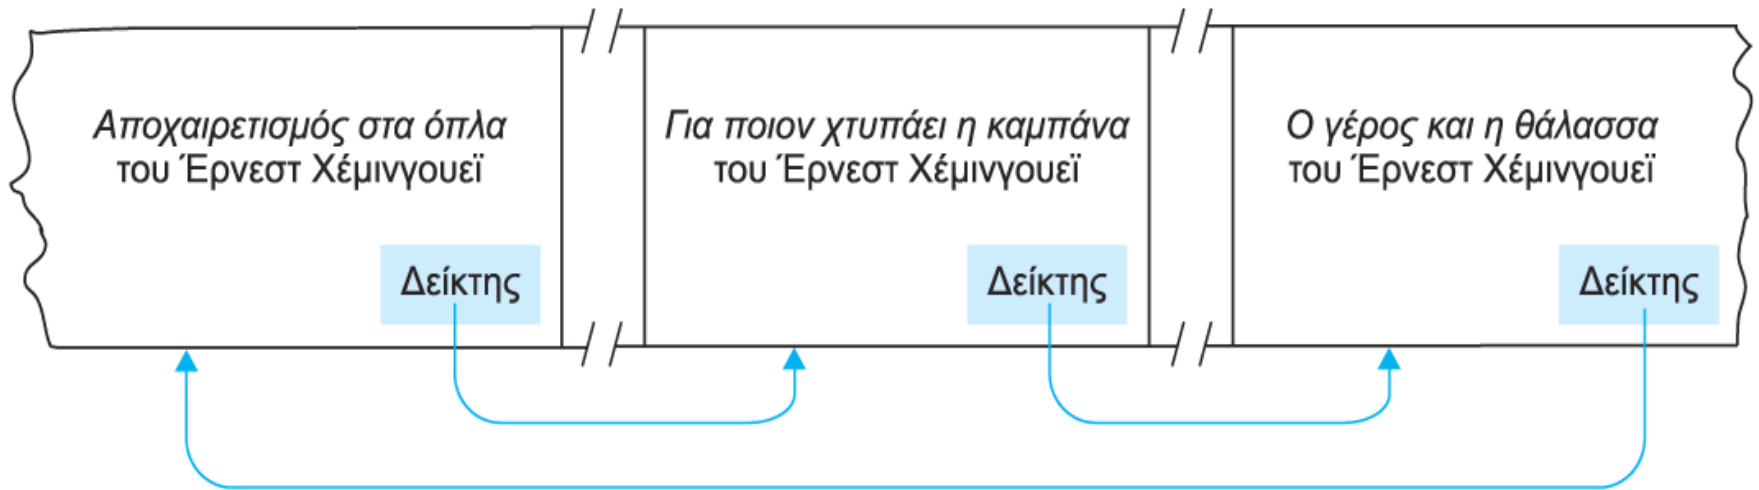 Αποχαιρετισμός στα όπλα
του Έρνεστ Χέμινγουεϊ
Δείκτης
Για ποιον χτυπάει η καμπάνα
του Έρνεστ Χέμινγουεϊ
Δείκτης
Ο γέρος και η θάλασσα
του Έρνεστ Χέμινγουεϊ
Δείκτης